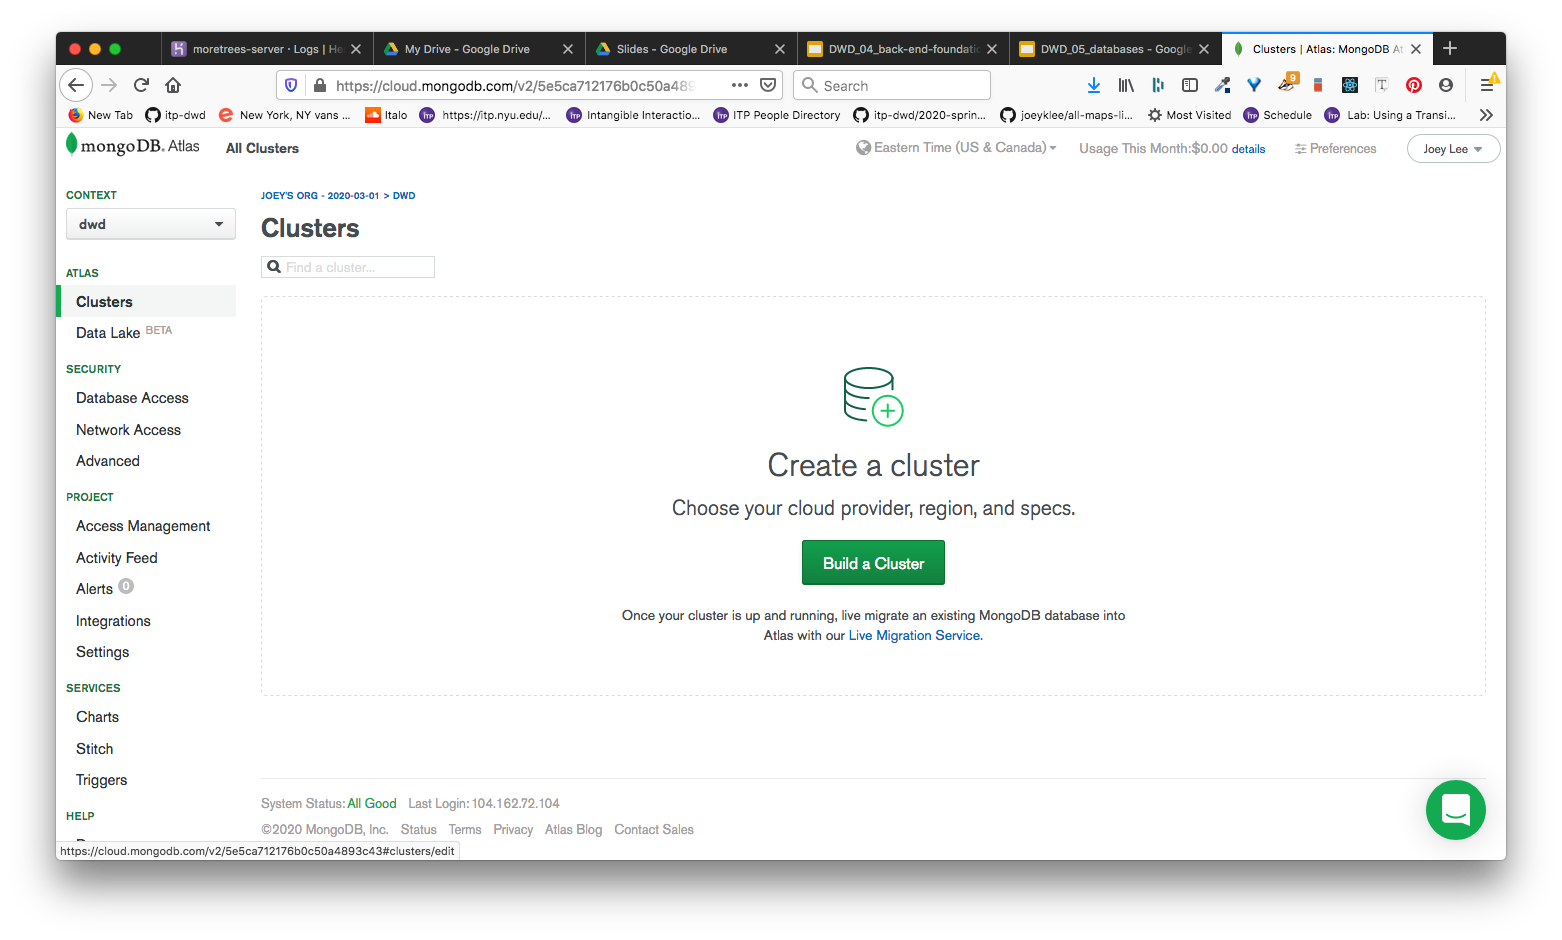 moretrees-server · Logs | He
My Drive - Google Drive
Slides - Google Drive
DWD_04_back-end-foundati
DWD_05_databases - Google
Clusters | Atlas: MongoDB At
https://cloud.mongodb.com/v2/5e5ca712176b0c50a489
Search
9
New Tab
itp-dwd
New York, NY vans ...
Italo
https://itp.nyu.edu/...
Intangible Interactio...
ITP People Directory
itp-dwd/2020-sprin...
joeyklee/all-maps-li...
Most Visited
Schedule
Lab: Using a Transi...
mongoDB. Atlas
All Clusters
Eastern Time (US & Canada)
Usage This Month:$0.00 details
Preferences
Joey Lee
CONTEXT
dwd
ATLAS
Clusters
Data Lake BETA
SECURITY
Database Access
Network Access
Advanced
PROJECT
Access Management
Activity Feed
Alerts 0
Integrations
Settings
SERVICES
Charts
Stitch
Triggers
HELP
JOEY'S ORG - 2020-03-01 > DWD
Clusters
Find a cluster...
Create a cluster
Choose your cloud provider, region, and specs.
Build a Cluster
Once your cluster is up and running, live migrate an existing MongoDB database into
Atlas with our Live Migration Service.
System Status: All Good Last Login: 104.162.72.104
©2020 MongoDB, Inc. Status Terms Privacy Atlas Blog Contact Sales
https://cloud.mongodb.com/v2/5e5ca712176b0c50a4893c43#clusters/edit